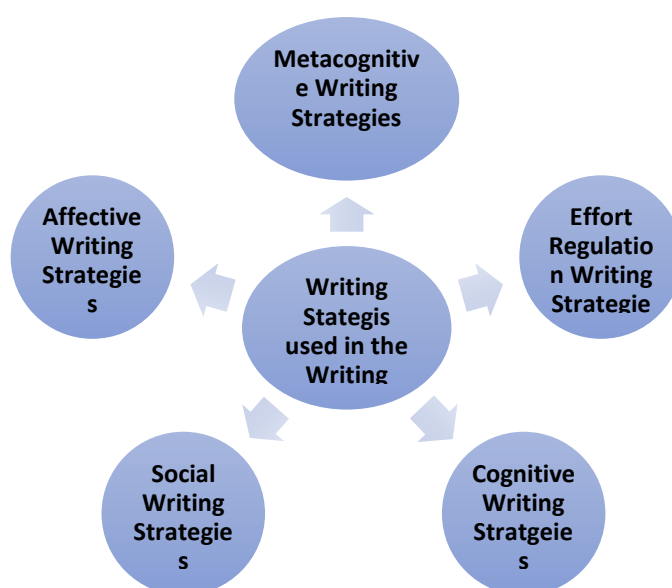 Metacognitiv
e Writing
Strategies
Affective
Writing
Strategie
s
Effort
Regulatio
n Writing
Strategie
Writing
Stategis
used in the
Writing
Social
Writing
Strategie
s
Cognitive
Writing
Stratgeie
s